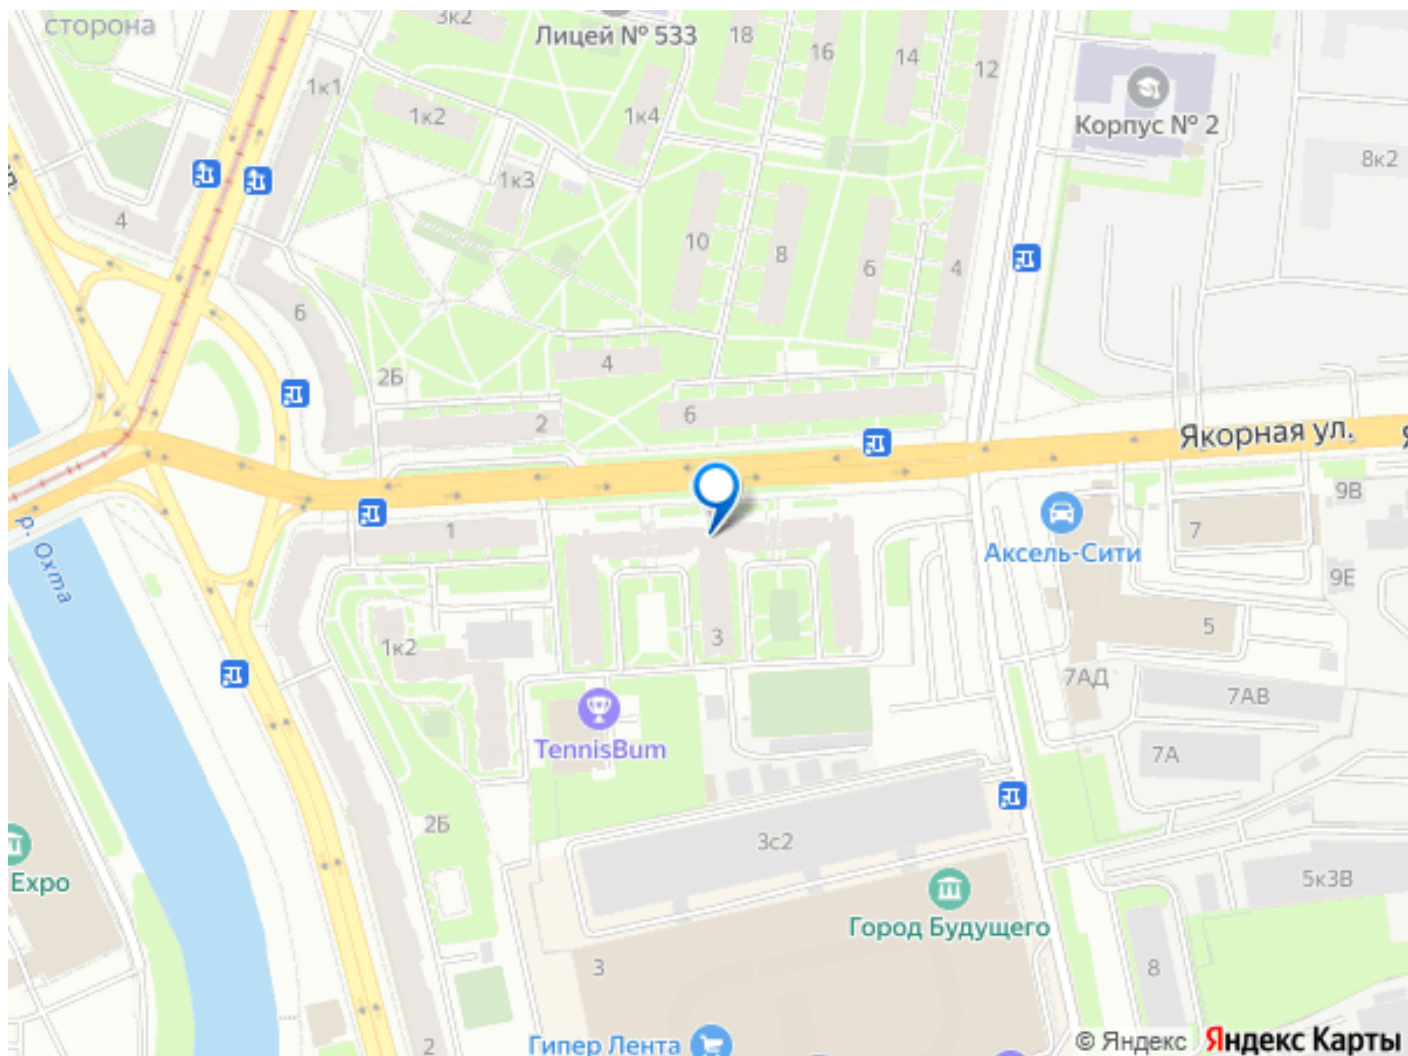 сторона
3к2
Лицей № 533
18
16
14
12
1к1
1к2
1к4
Корпус № 2
8к2
1к3
4
10
8
6
4
6
4
2Б
6
2
Якорная ул.
9В
1
7
Аксель-Сити
р. Охта
9Е
3
5
1к2
7АД
7АВ
TennisBum
7А
2Б
3с2
Expo
5к3В
Город Будущего
3
8
2
Гипер Лента
© Яндекс Яндекс Карты